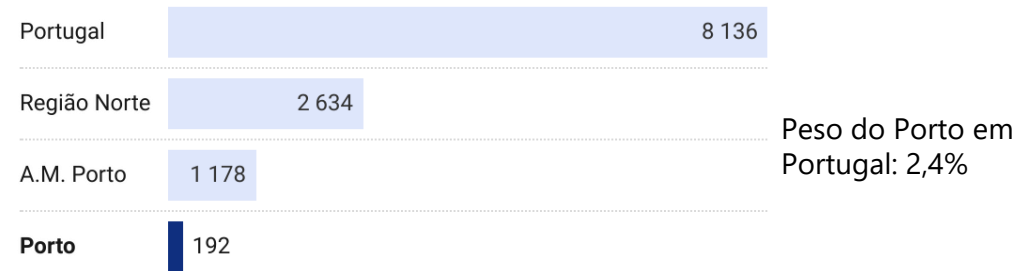 Portugal 8 136
Região Norte 2 634
A.M. Porto 1 178
Porto 192
Peso do Porto em
Portugal: 2,4%